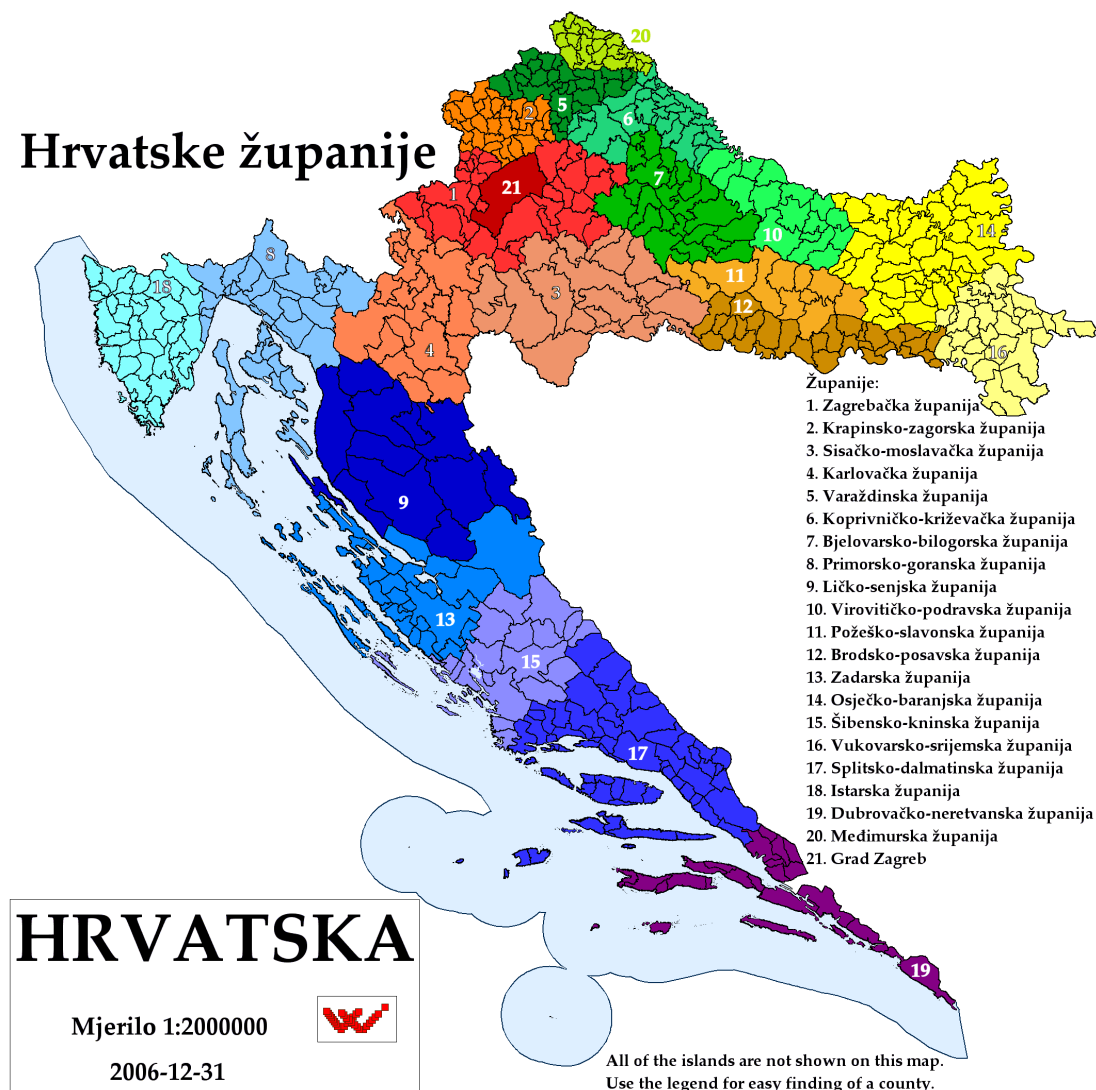 20
5
2
6
Hrvatske županije
7
21
1
10
14
8
18
11
3
12
4
16
Županije:
1. Zagrebačka županija
2. Krapinsko-zagorska županija
3. Sisačko-moslavačka županija
4. Karlovačka županija
5. Varaždinska županija
6. Koprivničko-križevačka županija
7. Bjelovarsko-bilogorska županija
8. Primorsko-goranska županija
9. Ličko-senjska županija
10. Virovitičko-podravska županija
11. Požeško-slavonska županija
12. Brodsko-posavska županija
13. Zadarska županija
14. Osječko-baranjska županija
15. Šibensko-kninska županija
16. Vukovarsko-srijemska županija
17. Splitsko-dalmatinska županija
18. Istarska županija
19. Dubrovačko-neretvanska županija
20. Međimurska županija
21. Grad Zagreb
9
13
15
17
19
HRVATSKA
Mjerilo 1:2000000
2006-12-31
All of the islands are not shown on this map.
Use the legend for easy finding of a county.